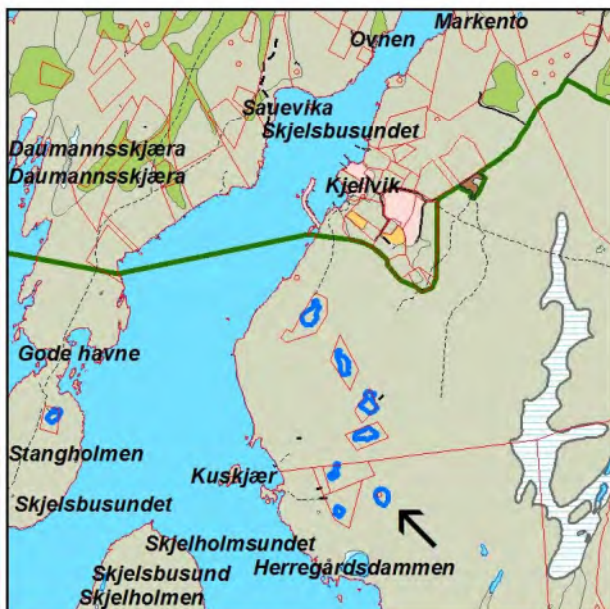 Markento
Ovnen
Sauevika
Skjelsbusundet
Daumannsskjæra
Daumannsskjæra
Kjellvik
Gode havne
Stangholmen
Kuskjær
Skjelsbusundet
Skjelholmsundet
Herregårdsdammen
Skjelsbusund
Skjelholmen